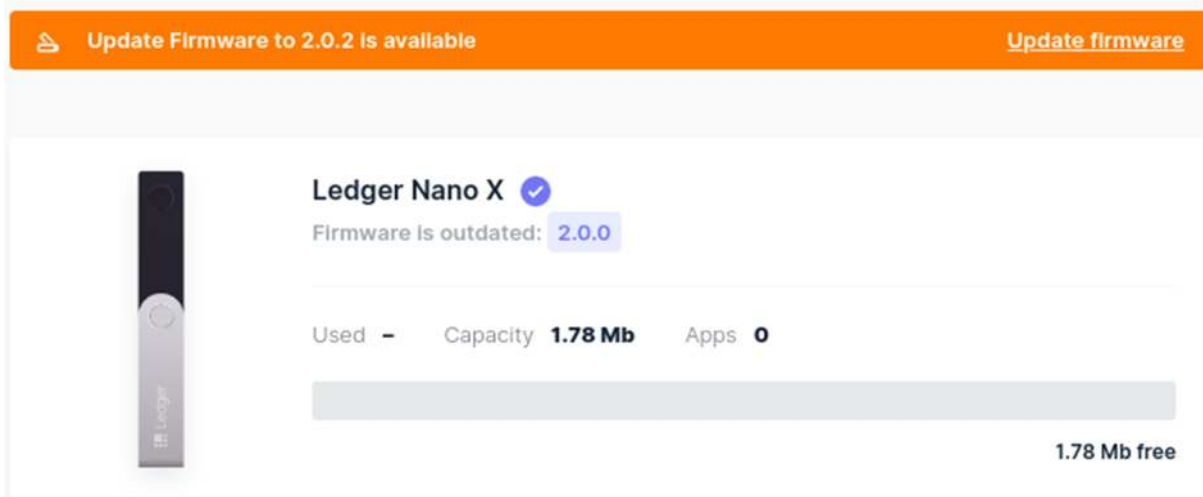 Update Firmware to 2.0.2 is available
Update firmware
Ledger Nano X
Firmware is outdated: 2.0.0
Used – Capacity 1.78 Mb Apps 0
Ledger
1.78 Mb free